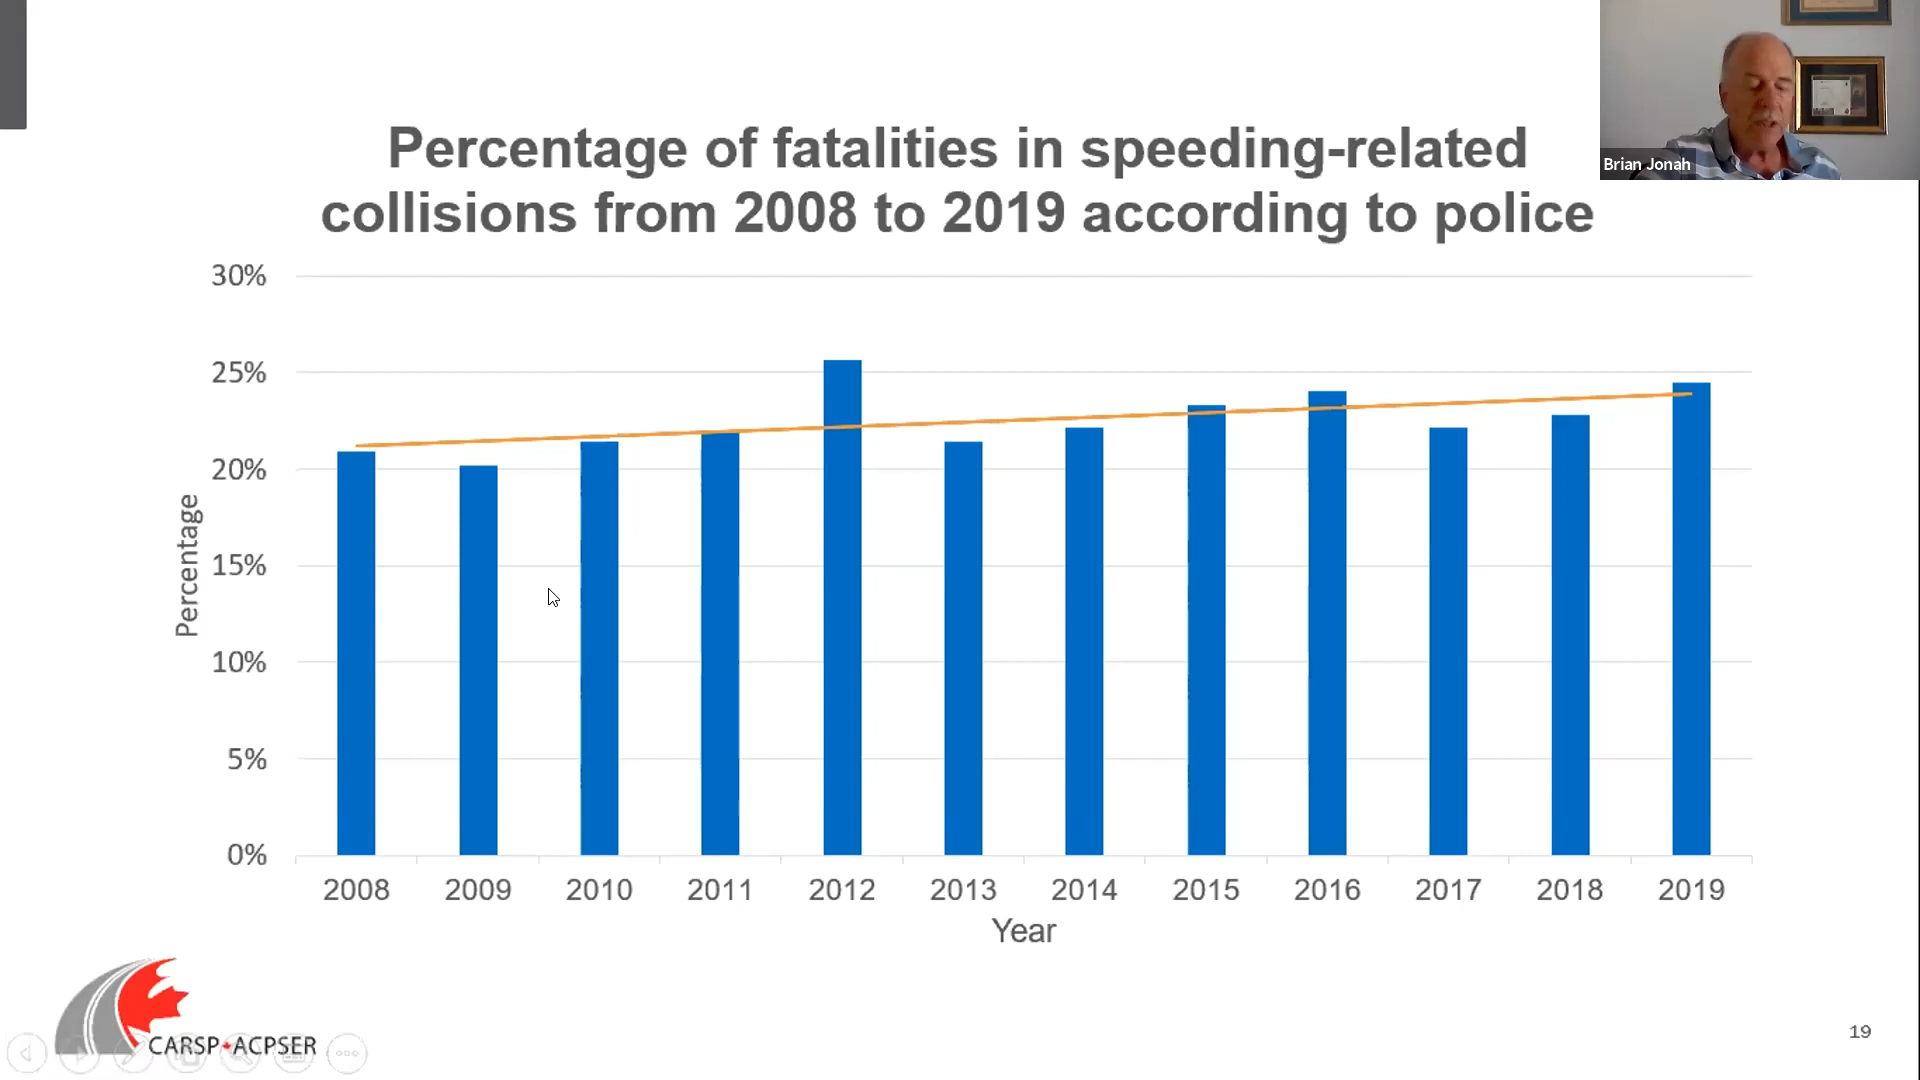 Percentage of fatalities in speeding-related
collisions from 2008 to 2019 according to police
Brian Jonah
30%
25%
20%
15%
10%
5%
0%
Percentage
2008 2009 2010 2011 2012 2013 2014 2015 2016 2017 2018 2019
Year
CARSP ACPSER
19